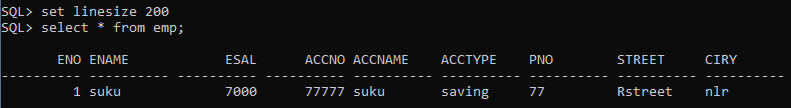 SQL> set linesize 200
SQL> select * from emp;
ENO ENAME ESAL ACCNO ACCNAME ACCTYPE PNO STREET CIRY
---------- ---------- ---------- ---------- ---------- ---------- ---------- ---------- ----------
1 suku 7000 77777 suku saving 77 Rstreet nlr